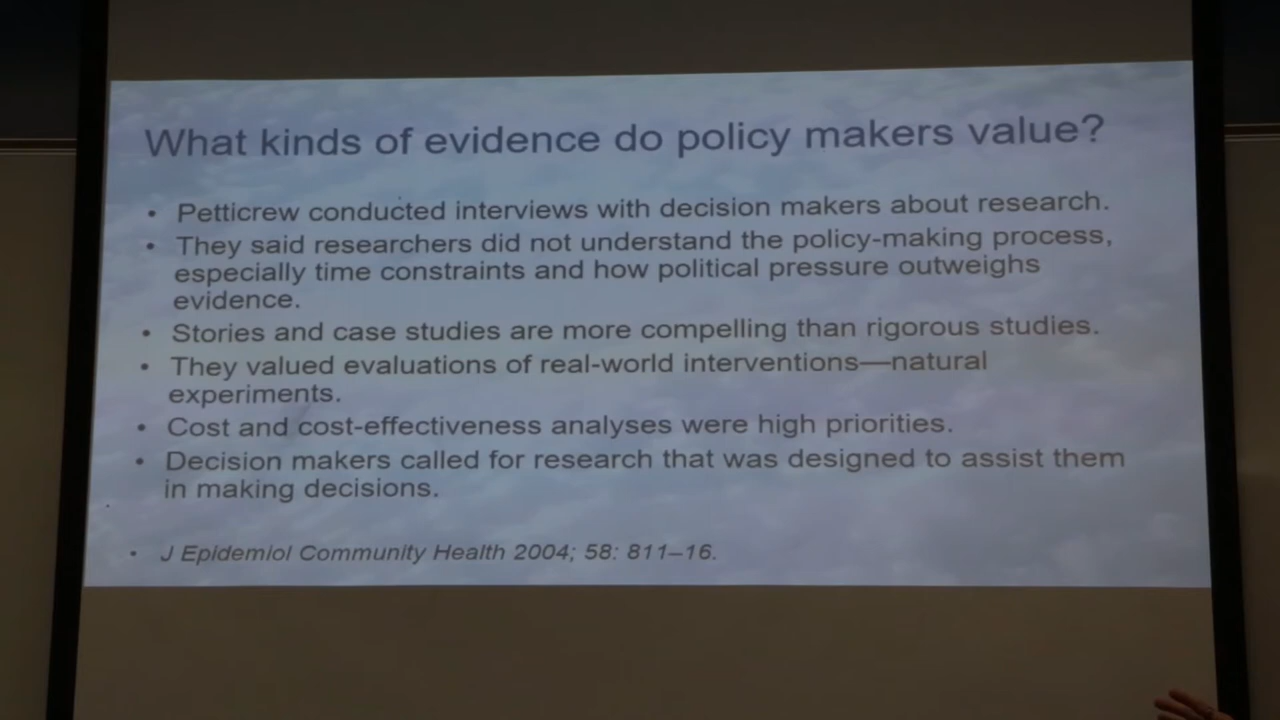 What kinds of evidence do policy makers value?
• Petticrew conducted interviews with decision makers about research.
• They said researchers did not understand the policy-making process,
especially time constraints and how political pressure outweighs
evidence.
• Stories and case studies are more compelling than rigorous studies.
• They valued evaluations of real-world interventions—natural
experiments.
• Cost and cost-effectiveness analyses were high priorities.
• Decision makers called for research that was designed to assist them
in making decisions.
• J Epidemiol Community Health 2004; 58: 811–16.